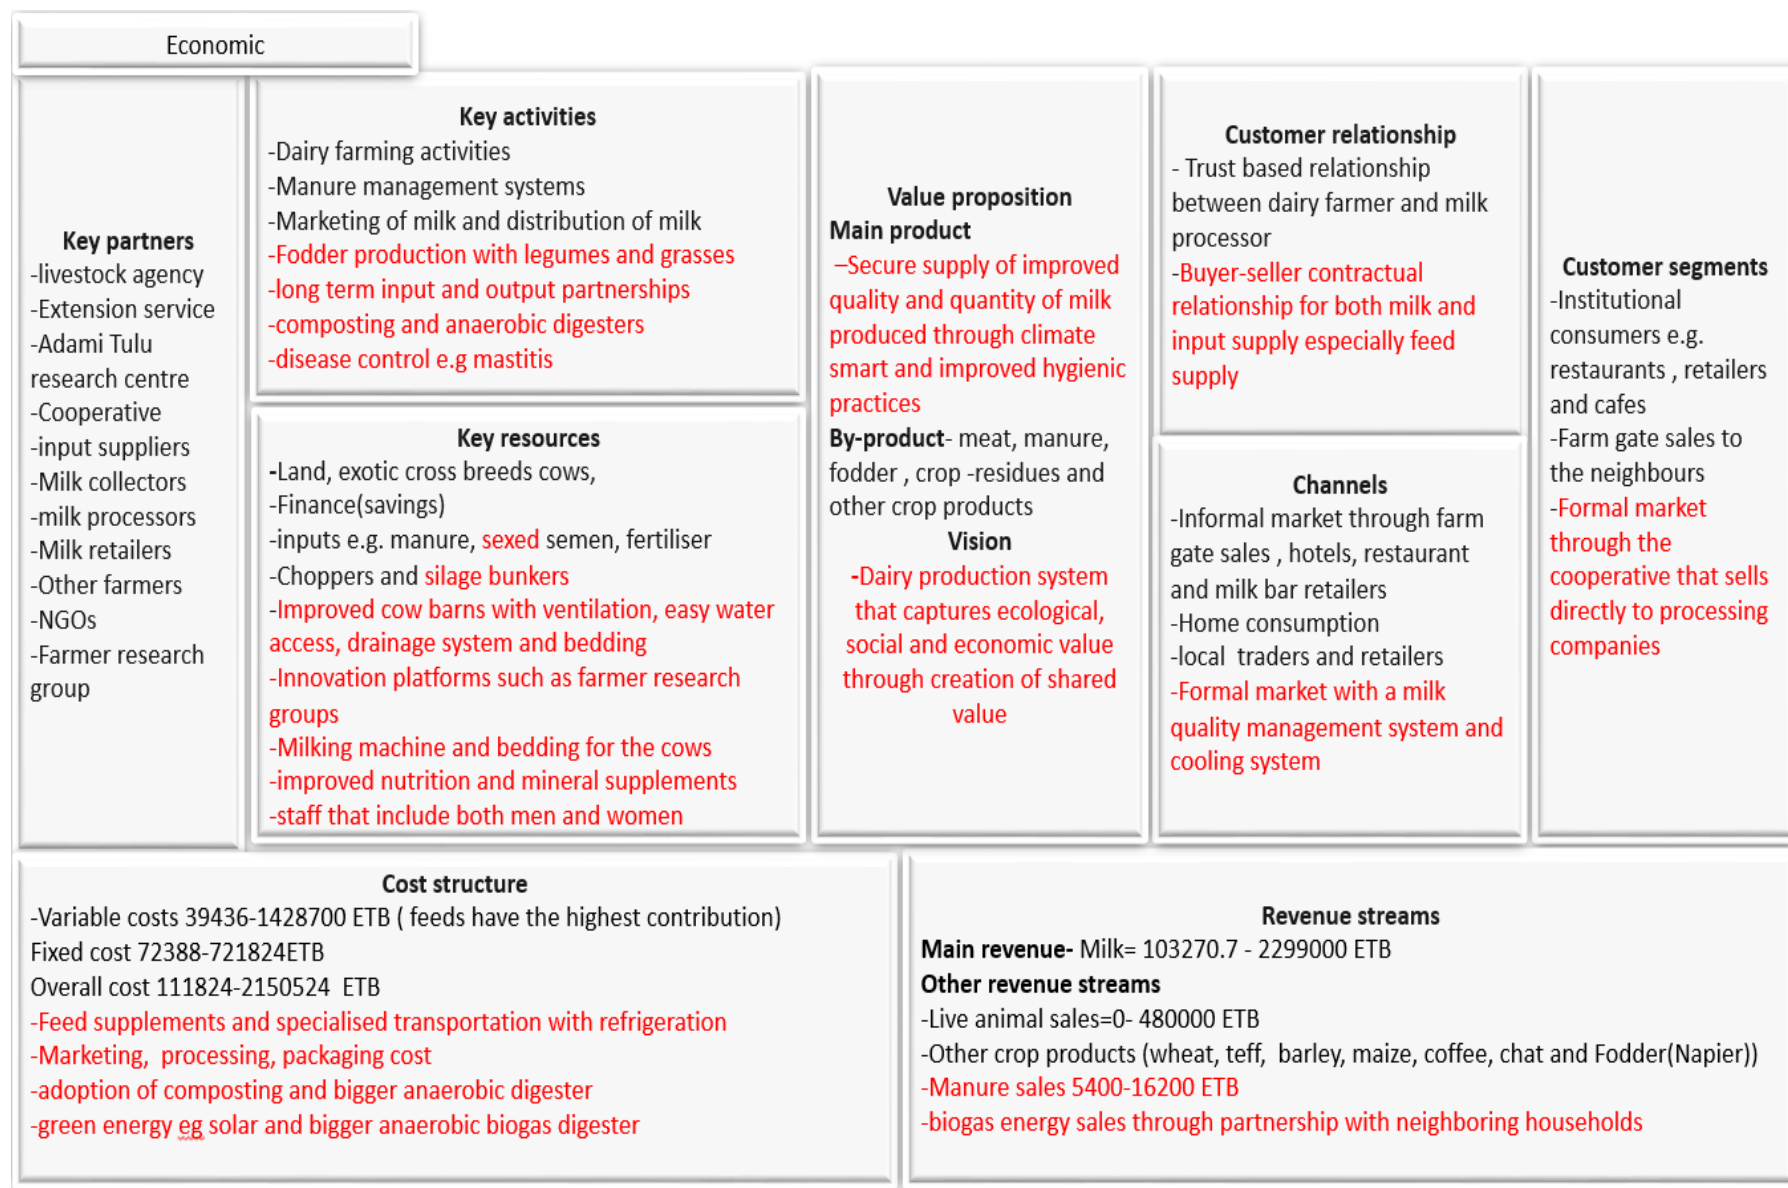 Economic
Key partners
-livestock agency
-Extension service
-Adami Tulu
research centre
-Cooperative
-input suppliers
-Milk collectors
-milk processors
-Milk retailers
-Other farmers
-NGOs
-Farmer research
group
Key activities
-Dairy farming activities
-Manure management systems
-Marketing of milk and distribution of milk
-Fodder production with legumes and grasses
-long term input and output partnerships
-composting and anaerobic digesters
-disease control e.g mastitis
Key resources
-Land, exotic cross breeds cows,
-Finance(savings)
-inputs e.g. manure, sexed semen, fertiliser
-Choppers and silage bunkers
-Improved cow barns with ventilation, easy water
access, drainage system and bedding
-Innovation platforms such as farmer research
groups
-Milking machine and bedding for the cows
-improved nutrition and mineral supplements
-staff that include both men and women
Value proposition
Main product
–Secure supply of improved
quality and quantity of milk
produced through climate
smart and improved hygienic
practices
By-product- meat, manure,
fodder , crop -residues and
other crop products
Vision
-Dairy production system
that captures ecological,
social and economic value
through creation of shared
value
Customer relationship
- Trust based relationship
between dairy farmer and milk
processor
-Buyer-seller contractual
relationship for both milk and
input supply especially feed
supply
Channels
-Informal market through farm
gate sales , hotels, restaurant
and milk bar retailers
-Home consumption
-local traders and retailers
-Formal market with a milk
quality management system and
cooling system
Customer segments
-Institutional
consumers e.g.
restaurants , retailers
and cafes
-Farm gate sales to
the neighbours
-Formal market
through the
cooperative that sells
directly to processing
companies
Cost structure
-Variable costs 39436-1428700 ETB ( feeds have the highest contribution)
Fixed cost 72388-721824ETB
Overall cost 111824-2150524 ETB
-Feed supplements and specialised transportation with refrigeration
-Marketing, processing, packaging cost
-adoption of composting and bigger anaerobic digester
-green energy eg solar and bigger anaerobic biogas digester
Revenue streams
Main revenue- Milk= 103270.7 - 2299000 ETB
Other revenue streams
-Live animal sales=0- 480000 ETB
-Other crop products (wheat, teff, barley, maize, coffee, chat and Fodder(Napier))
-Manure sales 5400-16200 ETB
-biogas energy sales through partnership with neighboring households